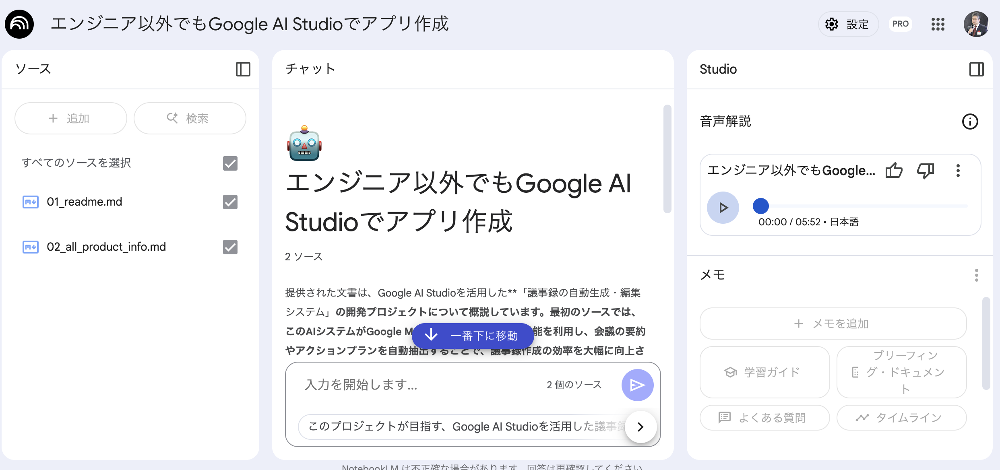 エンジニア以外でもGoogle AI Studioでアプリ作成
設定
PRO
ソース
追加
検索
すべてのソースを選択
01_readme.md
02_all_product_info.md
チャット
エンジニア以外でもGoogle AI
Studioでアプリ作成
2 ソース
提供された文書は、Google AI Studioを活用した**「議事録の自動生成・編集
システム」の開発プロジェクトについて概説しています。最初のソースでは、
このAIシステムがGoogle M
能を利用し、会議の要約
一番下に移動
やアクションプランを自動抽出することで、議事録作成の効率を大幅に向上さ
入力を開始します...
2 個のソース
このプロジェクトが目指す、Google AI Studioを活用した議事録
Studio
音声解説
エンジニア以外でもGoogle...
00:00 / 05:52 • 日本語
メモ
メモを追加
学習ガイド
ブリーフィン
グ・ドキュメン
ト
よくある質問
タイムライン
NotebookLM は不正確な場合があります。回答は再確認してください。